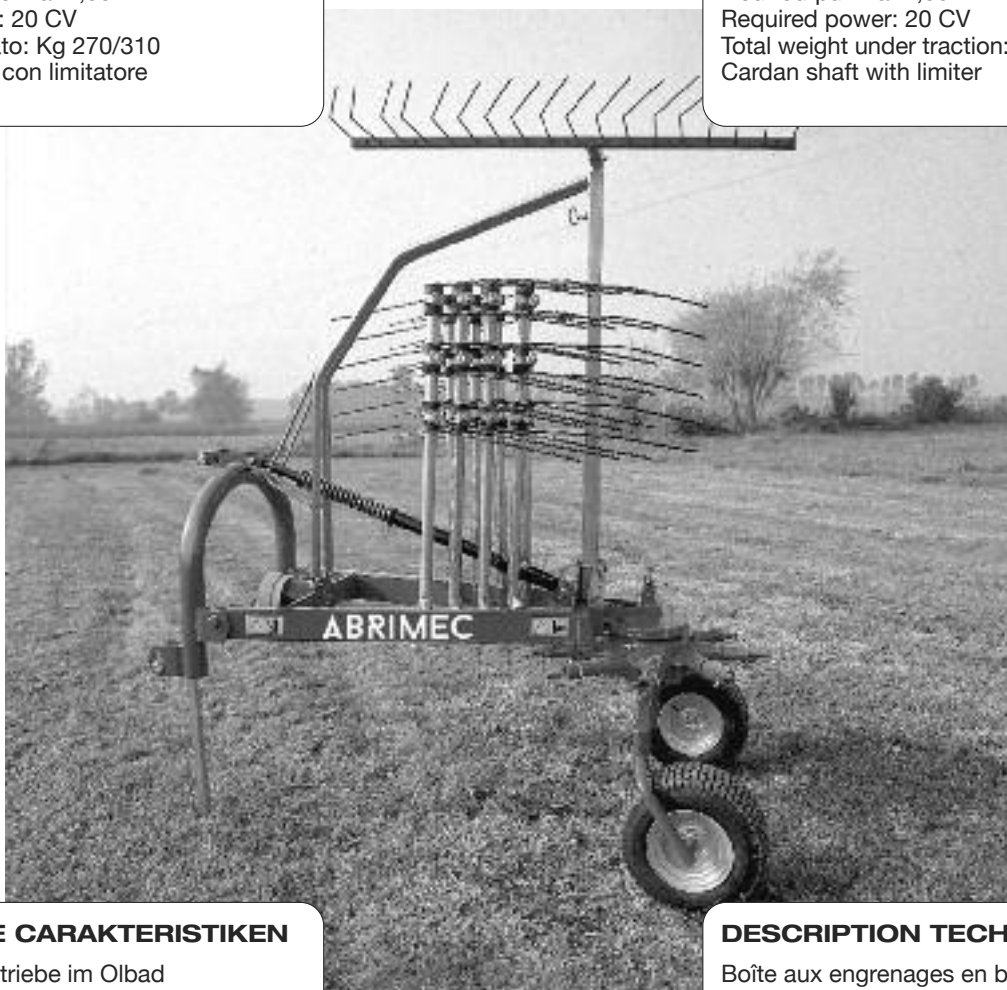 : 20 CV
ato: Kg 270/310
con limitatore
Required power: 20 CV
Total weight under traction:
Cardan shaft with limiter
ABRIMEC
E CARAKTERISTIKEN
triebe im Olbad
DESCRIPTION TECH
Boîte aux engrenages en b